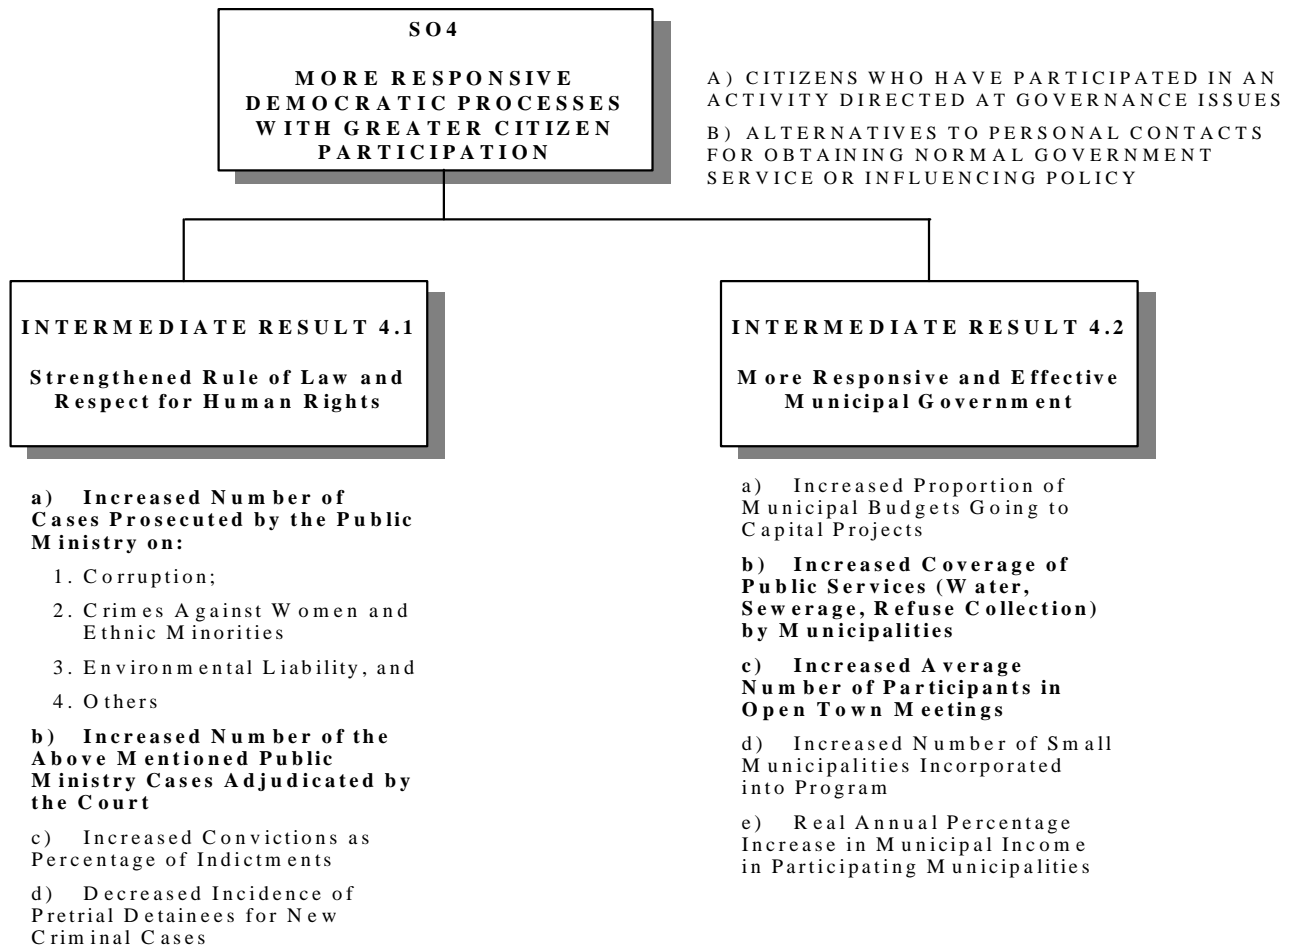 SO4
MORE RESPONSIVE
DEMOCRATIC PROCESSES
WITH GREATER CITIZEN
PARTICIPATION
A) CITIZENS WHO HAVE PARTICIPATED IN AN
ACTIVITY DIRECTED AT GOVERNANCE ISSUES
B) ALTERNATIVES TO PERSONAL CONTACTS
FOR OBTAINING NORMAL GOVERNMENT
SERVICE OR INFLUENCING POLICY
INTERMEDIATE RESULT 4.1
Strengthened Rule of Law and
Respect for Human Rights
a) Increased Number of
Cases Prosecuted by the Public
Ministry on:
1. Corruption;
2. Crimes Against Women and
Ethnic Minorities
3. Environmental Liability, and
4. Others
b) Increased Number of the
Above Mentioned Public
Ministry Cases Adjudicated by
the Court
c) Increased Convictions as
Percentage of Indictments
d) Decreased Incidence of
Pretrial Detainees for New
Criminal Cases
INTERMEDIATE RESULT 4.2
More Responsive and Effective
Municipal Government
a) Increased Proportion of
Municipal Budgets Going to
Capital Projects
b) Increased Coverage of
Public Services (Water,
Sewerage, Refuse Collection)
by Municipalities
c) Increased Average
Number of Participants in
Open Town Meetings
d) Increased Number of Small
Municipalities Incorporated
into Program
e) Real Annual Percentage
Increase in Municipal Income
in Participating Municipalities